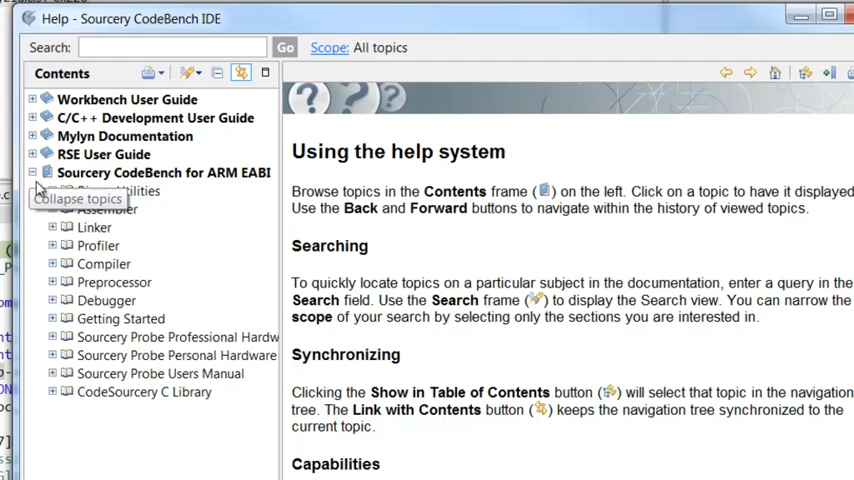 Help - Sourcery CodeBench IDE
Search: Go Scope: All topics
Contents
Workbench User Guide
C/C++ Development User Guide
Mylyn Documentation
RSE User Guide
Sourcery CodeBench for ARM EABI
Utilities
Collapse topics
Assembler
Linker
Profiler
Compiler
Preprocessor
Debugger
Getting Started
Sourcery Probe Professional Hardw
Sourcery Probe Personal Hardware
Sourcery Probe Users Manual
CodeSourcery C Library
Using the help system
Browse topics in the Contents frame ( ) on the left. Click on a topic to have it displayed
Use the Back and Forward buttons to navigate within the history of viewed topics.
Searching
To quickly locate topics on a particular subject in the documentation, enter a query in the
Search field. Use the Search frame ( ) to display the Search view. You can narrow the
scope of your search by selecting only the sections you are interested in.
Synchronizing
Clicking the Show in Table of Contents button ( ) will select that topic in the navigation
tree. The Link with Contents button ( ) keeps the navigation tree synchronized to the
current topic.
Capabilities